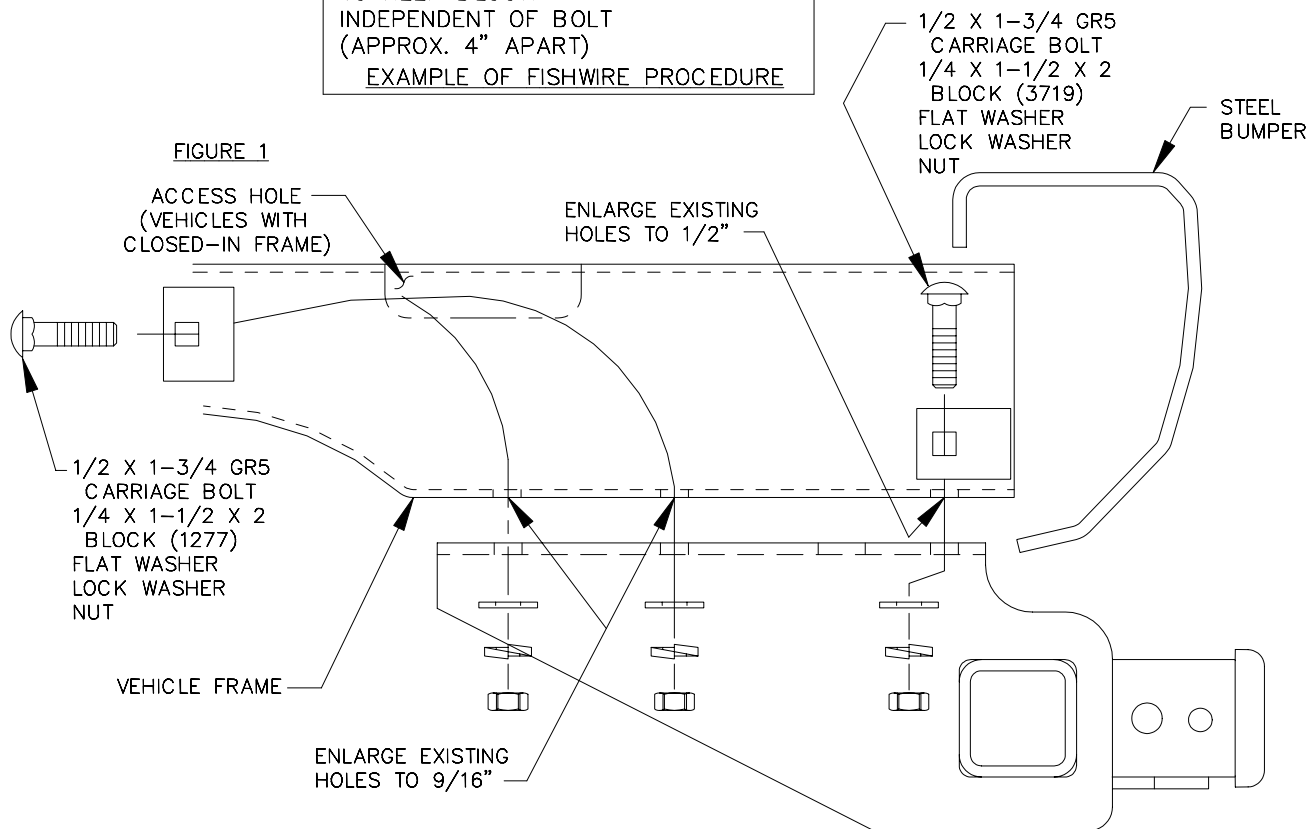 INDEPENDENT OF BOLT
(APPROX. 4” APART)
EXAMPLE OF FISHWIRE PROCEDURE
1/2 X 1-3/4 GR5
CARRIAGE BOLT
1/4 X 1-1/2 X 2
BLOCK (3719)
FLAT WASHER
LOCK WASHER
NUT
STEEL
BUMPER
FIGURE 1
ACCESS HOLE
(VEHICLES WITH
CLOSED-IN FRAME)
ENLARGE EXISTING
HOLES TO 1/2”
1/2 X 1-3/4 GR5
CARRIAGE BOLT
1/4 X 1-1/2 X 2
BLOCK (1277)
FLAT WASHER
LOCK WASHER
NUT
VEHICLE FRAME
ENLARGE EXISTING
HOLES TO 9/16”